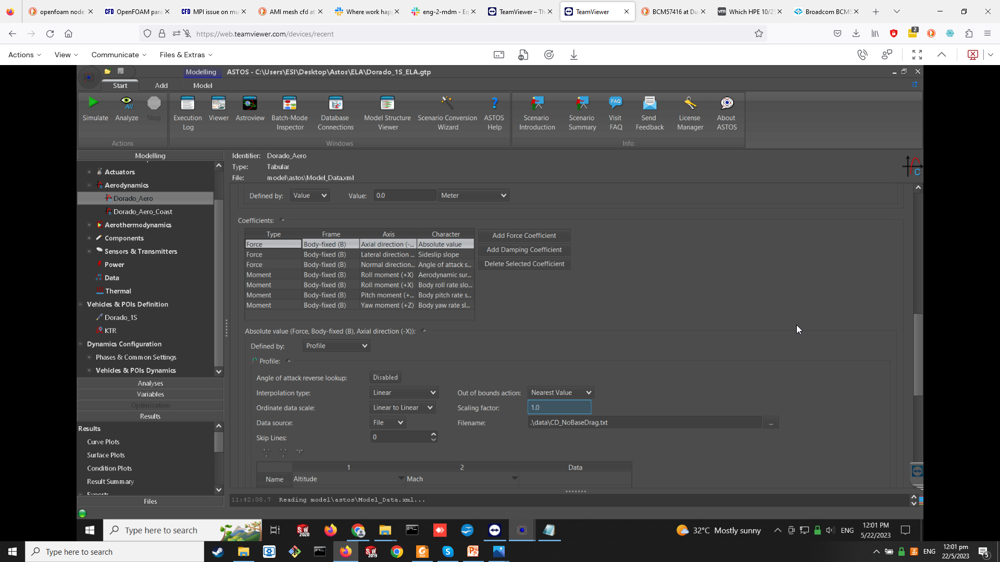 openfoam node
OpenFOAM para
MPI issue on mu
AMI mesh cfd at
Where work hap
eng-2-mdm - Eq
TeamViewer – Th
TeamViewer
BCM57416 at Du
Which HPE 10/25
Broadcom BCM5
https://web.teamviewer.com/devices/recent
2
Actions
View
Communicate
Files & Extras
Modelling
ASTOS - C:\Users\ESI\Desktop\Astos\ELA\Dorado_1S_ELA.gtp
Start
Add
Model
Simulate
Analyze
Stop
Execution Log
Viewer
Astroview
Batch-Mode Inspector
Database Connections
Model Structure Viewer
Scenario Conversion Wizard
ASTOS Help
Scenario Introduction
Scenario Summary
Visit FAQ
Send Feedback
License Manager
About ASTOS
Actions
Windows
Info
Modelling
Actuators
Aerodynamics
Dorado_Aero
Dorado_Aero_Coast
Aerothermodynamics
Components
Sensors & Transmitters
Power
Data
Thermal
Vehicles & POIs Definition
Dorado_1S
KTR
Dynamics Configuration
Phases & Common Settings
Vehicles & POIs Dynamics
Analyses
Variables
Optimization
Results
Results
Curve Plots
Surface Plots
Condition Plots
Result Summary
Exports
Files
Identifier: Dorado_Aero
Type: Tabular
File: model\astos\Model_Data.xml
Defined by: Value Value: 0.0 Meter
Coefficients:
Type Frame Axis Character
Force Body-fixed (B) Axial direction (-... Absolute value
Force Body-fixed (B) Lateral direction ... Sideslip slope
Force Body-fixed (B) Normal direction... Angle of attack s...
Moment Body-fixed (B) Roll moment (+X) Aerodynamic sur...
Moment Body-fixed (B) Roll moment (+X) Body roll rate slo...
Moment Body-fixed (B) Pitch moment (+... Body pitch rate s...
Moment Body-fixed (B) Yaw moment (+Z) Body yaw rate sl...
Add Force Coefficient
Add Damping Coefficient
Delete Selected Coefficient
Absolute value (Force, Body-fixed (B), Axial direction (-X)):
Defined by: Profile
Profile:
Angle of attack reverse lookup: Disabled
Interpolation type: Linear Out of bounds action: Nearest Value
Ordinate data scale: Linear to Linear Scaling factor: 1.0
Data source: File Filename: .\data\CD_NoBaseDrag.txt ...
Skip Lines: 0
1 2 Data
Name Altitude Mach
11:42:08.7 Reading model\astos\Model_Data.xml...
Type here to search
32°C Mostly sunny
ENG
12:01 PM
5/22/2023
Type here to search
ENG
12:01 pm
22/5/2023
5